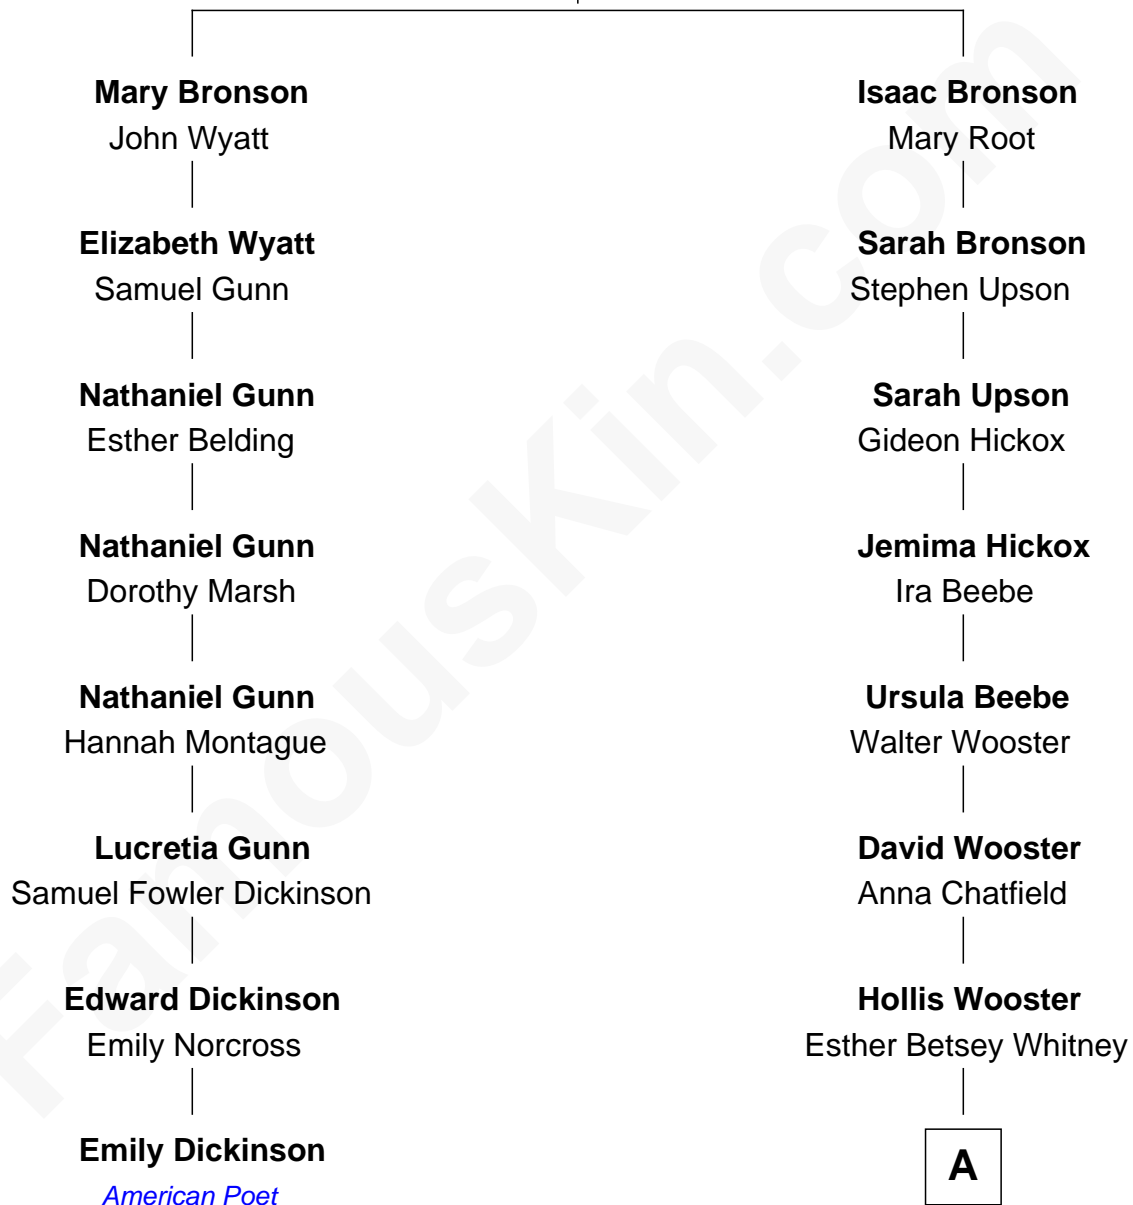 Mary Bronson
John Wyatt
Elizabeth Wyatt
Samuel Gunn
Nathaniel Gunn
Esther Belding
Nathaniel Gunn
Dorothy Marsh
Nathaniel Gunn
Hannah Montague
Lucretia Gunn
Samuel Fowler Dickinson
Edward Dickinson
Emily Norcross
Emily Dickinson
American Poet
Isaac Bronson
Mary Root
Sarah Bronson
Stephen Upson
Sarah Upson
Gideon Hickox
Jemima Hickox
Ira Beebe
Ursula Beebe
Walter Wooster
David Wooster
Anna Chatfield
Hollis Wooster
Esther Betsey Whitney
A
FamousKin.com